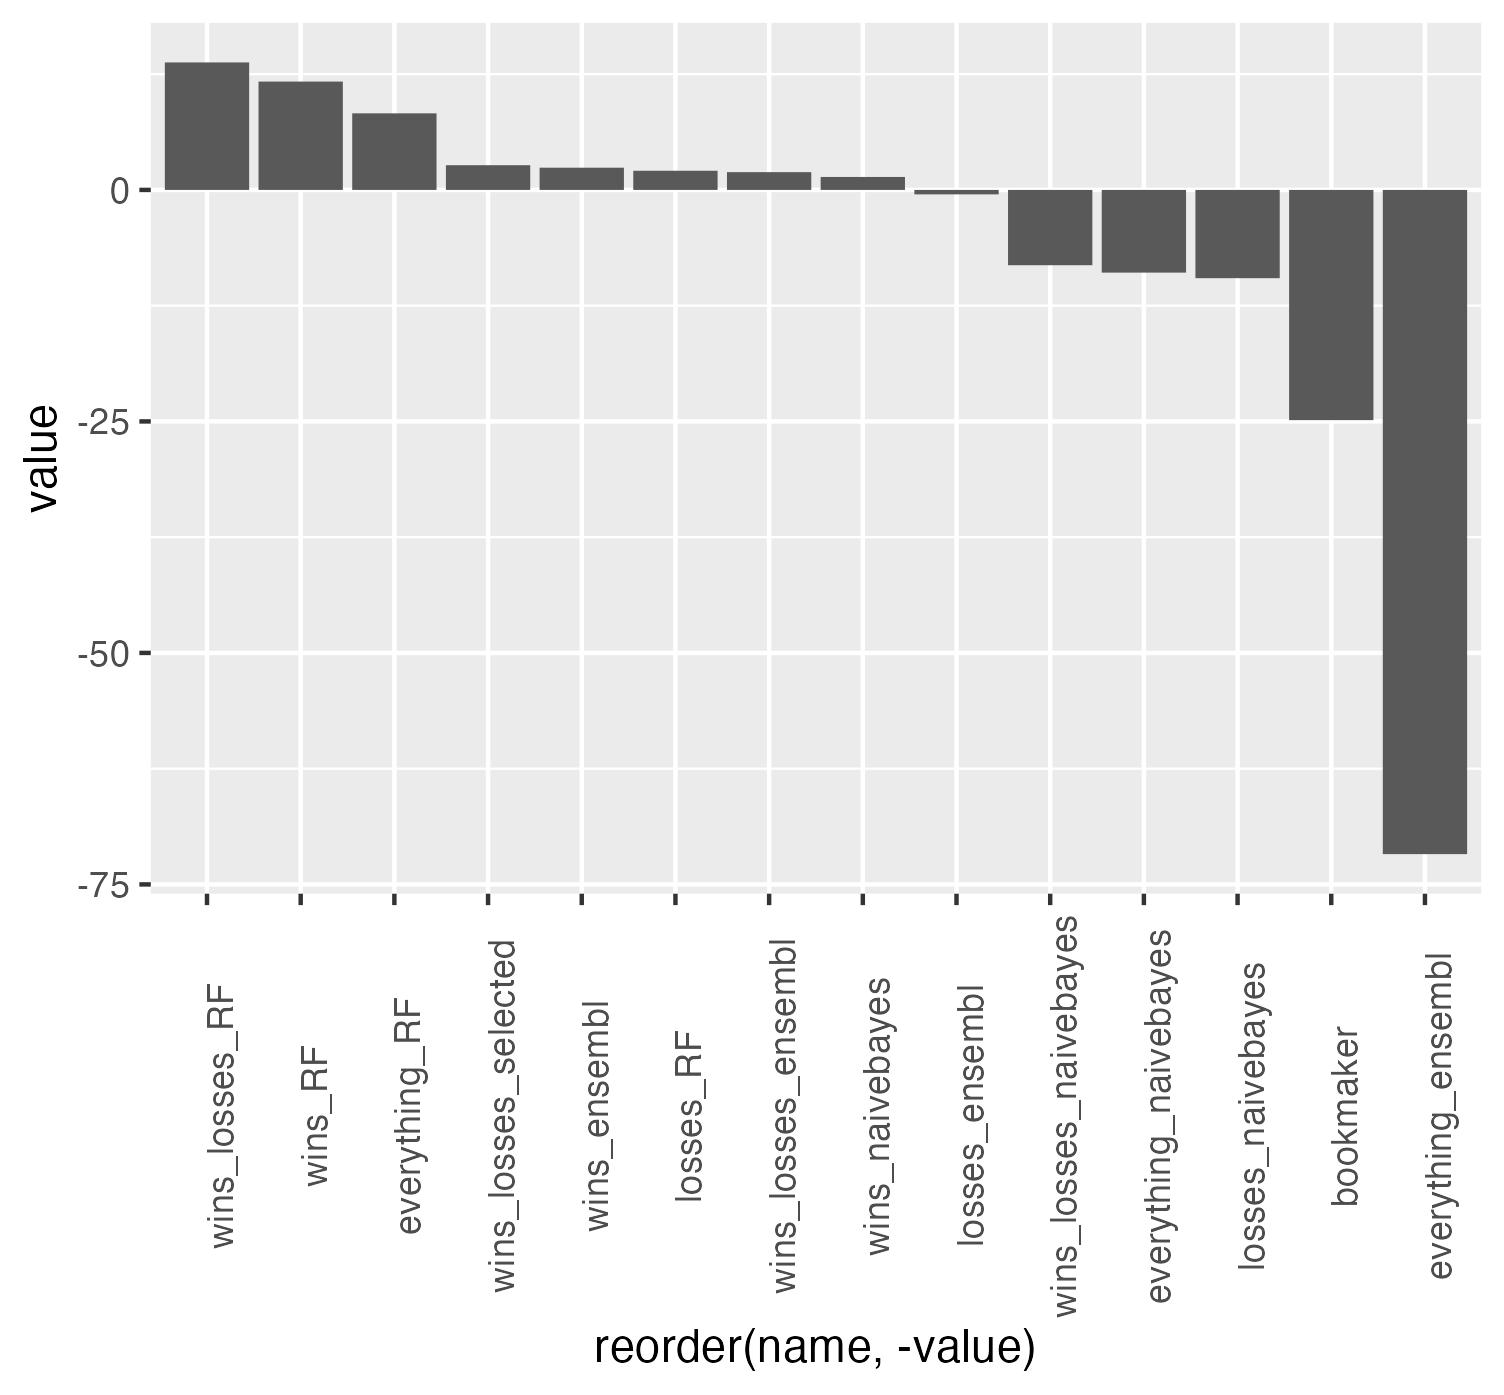 0
-25
-50
-75
value
wins_losses_RF
wins_RF
everything_RF
wins_losses_selected
wins_ensembl
losses_RF
wins_losses_ensembl
wins_naivebayes
losses_ensembl
wins_losses_naivebayes
everything_naivebayes
losses_naivebayes
bookmaker
everything_ensembl
reorder(name, -value)